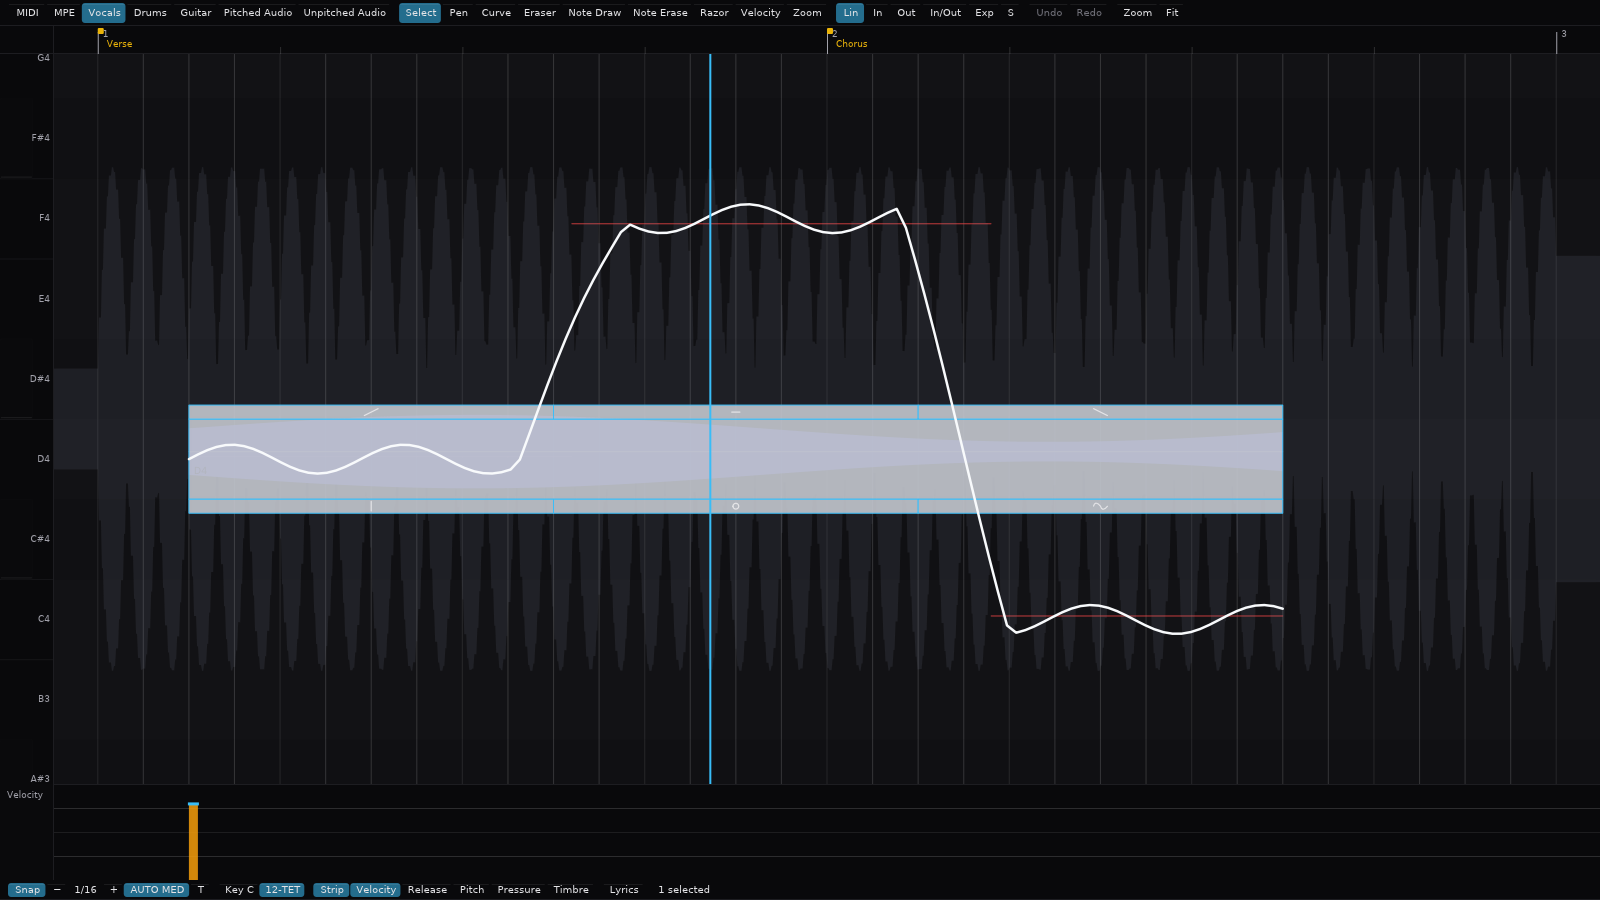 MIDI MPE Vocals Drums Guitar Pitched Audio Unpitched Audio Select Pen Curve Eraser Note Draw Note Erase Razor Velocity Zoom Lin In Out In/Out Exp S Undo Redo Zoom Fit
1 2 3
Verse Chorus
G4
F#4
F4
E4
D#4
D4
C#4
C4
B3
A#3
Velocity
Snap − 1/16 + AUTO MED T Key C 12-TET Strip Velocity Release Pitch Pressure Timbre Lyrics 1 selected